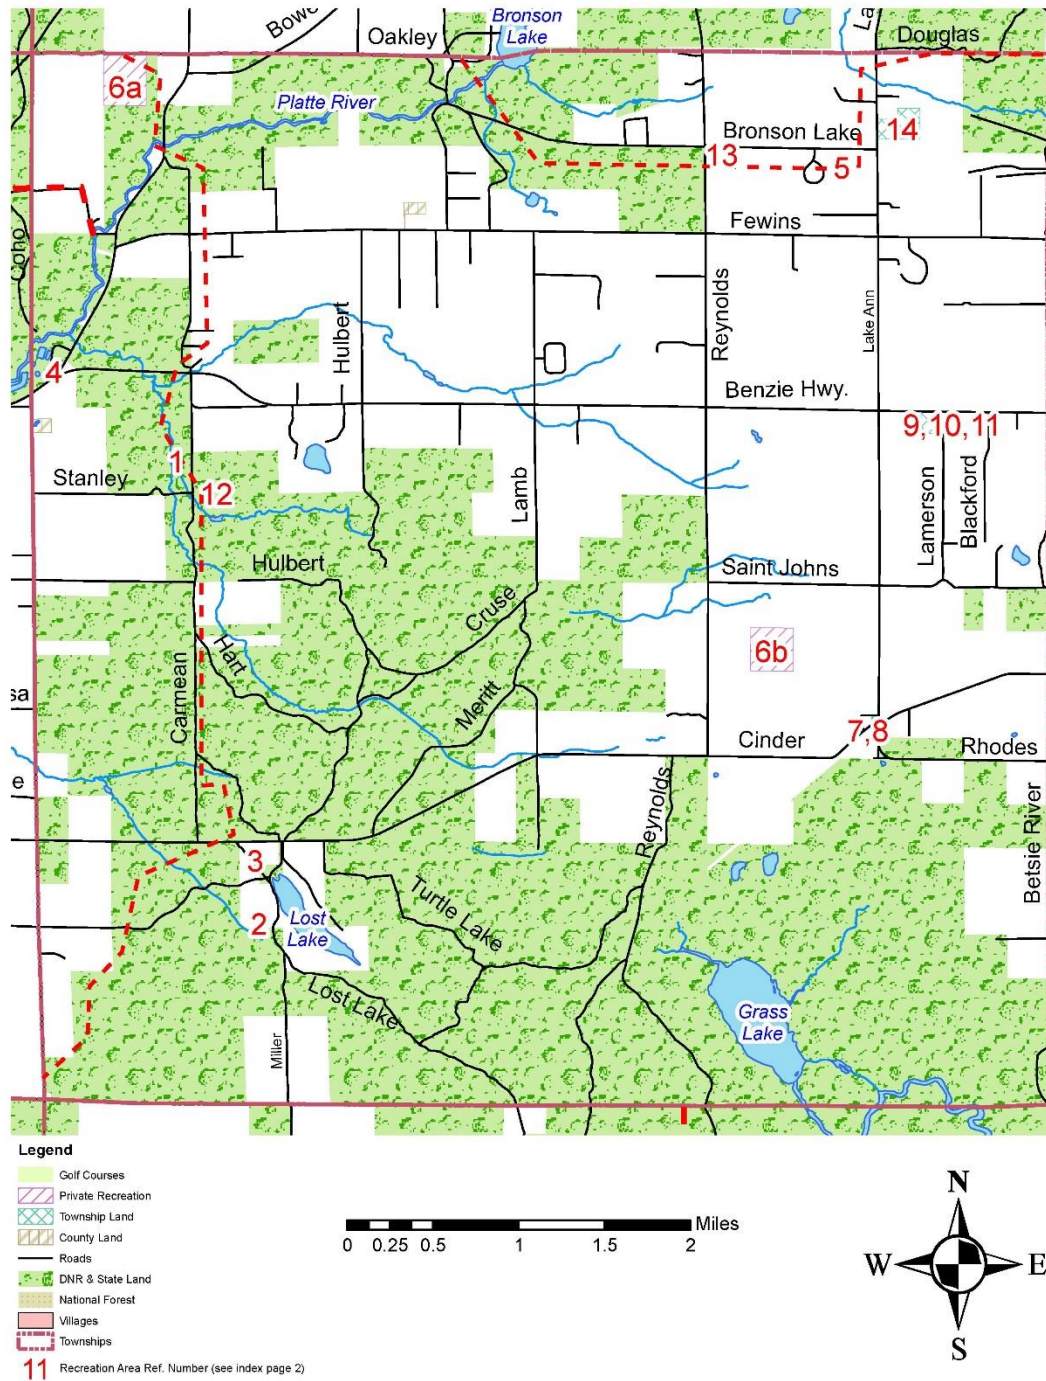 Bowe
Oakley
Bronson
Lake
La
Douglas
6a
Platte River
14
Bronson Lake
13
5
Fewins
Coho
Hulbert
Reynolds
Lake Ann
4
Benzie Hwy.
9,10,11
1
Stanley
12
Lamb
Lamerson
Blackford
Hulbert
Saint Johns
Cruse
Hart
6b
Carmean
Meritt
sa
7,8
Cinder
Rhodes
e
Reynolds
Betsie River
3
2
Lost
Lake
Turtle Lake
Lost Lake
Grass
Lake
Miller
Legend
Golf Courses
Private Recreation
Township Land
County Land
Roads
DNR & State Land
National Forest
Villages
Townships
11 Recreation Area Ref. Number (see index page 2)
Miles
0 0.25 0.5 1 1.5 2
N
W E
S